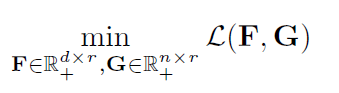 min 𝓛(𝐅, 𝐆)
𝐅∈ℝ₊^{d×r},𝐆∈ℝ₊^{n×r}